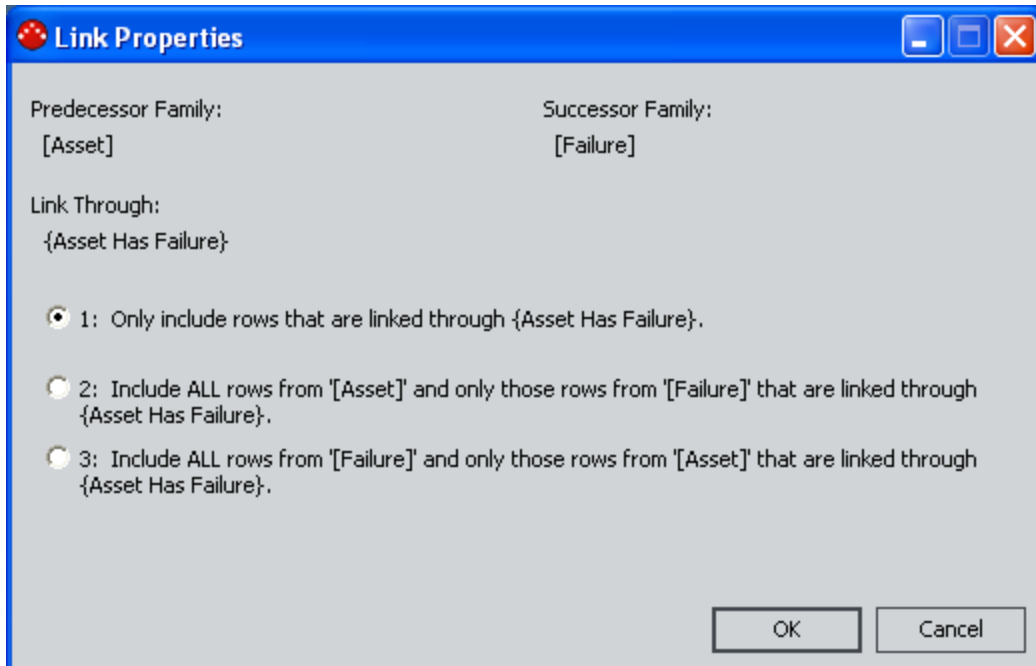 Link Properties
Predecessor Family:
Successor Family:
[Asset]
[Failure]
Link Through:
{Asset Has Failure}
1:  Only include rows that are linked through {Asset Has Failure}.
2:  Include ALL rows from '[Asset]' and only those rows from '[Failure]' that are linked through
{Asset Has Failure}.
3:  Include ALL rows from '[Failure]' and only those rows from '[Asset]' that are linked through
{Asset Has Failure}.
OK
Cancel